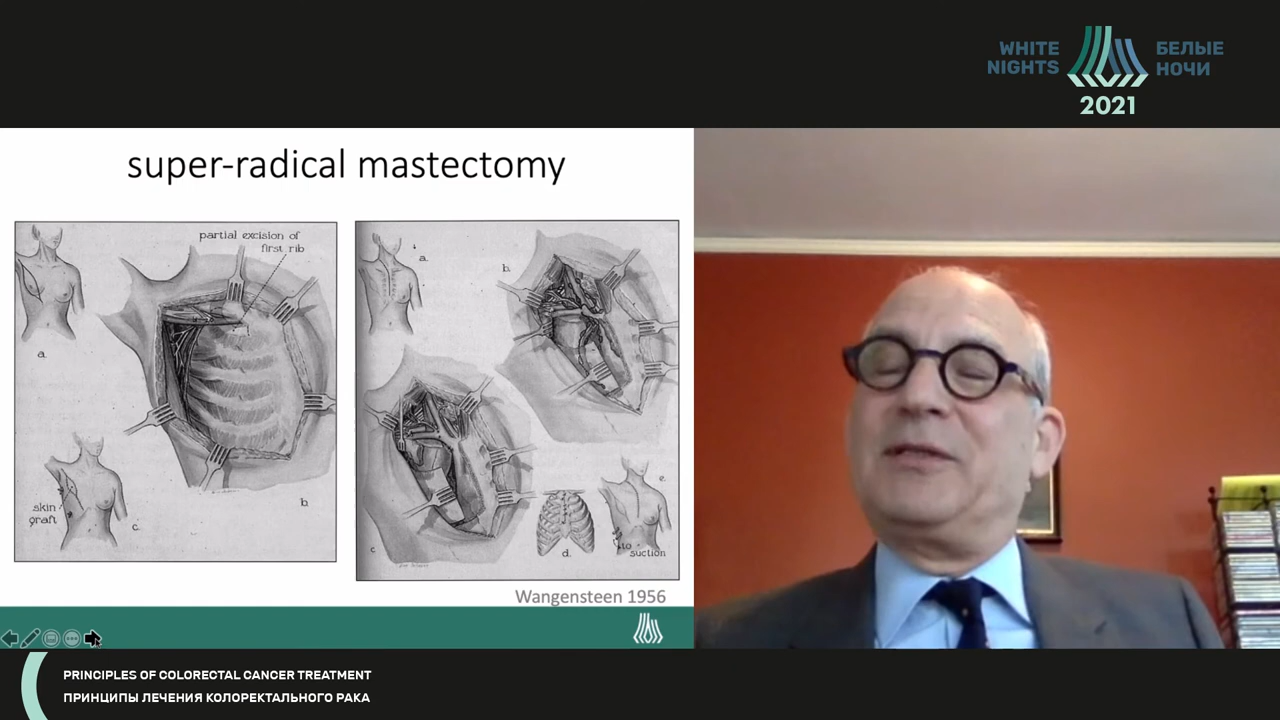 WHITE
NIGHTS
БЕЛЫЕ
НОЧИ
2021
super-radical mastectomy
partial excision of
first rib
a.
b.
skin
graft
c.
a.
b.
c
d.
e.
to
suction
Wangensteen 1956
PRINCIPLES OF COLORECTAL CANCER TREATMENT
ПРИНЦИПЫ ЛЕЧЕНИЯ КОЛОРЕКТАЛЬНОГО РАКА